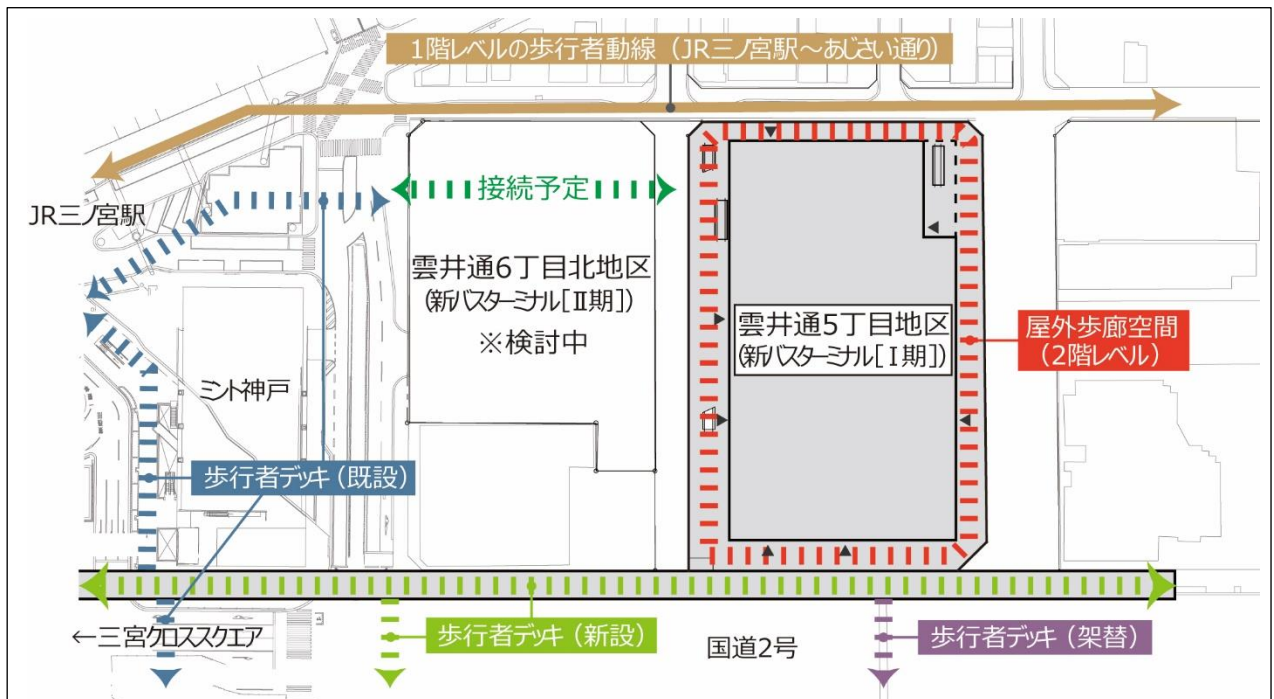 1階レベルの歩行者動線（JR三ノ宮駅～あじさい通り）
接続予定
JR三ノ宮駅
雲井通6丁目北地区
(新バスターミナル[Ⅱ期])
※検討中
雲井通5丁目地区
(新バスターミナル[Ⅰ期])
屋外歩廊空間
（2階レベル）
ミント神戸
歩行者デッキ（既設）
←三宮クロススクエア
歩行者デッキ（新設）
国道2号
歩行者デッキ（架替）